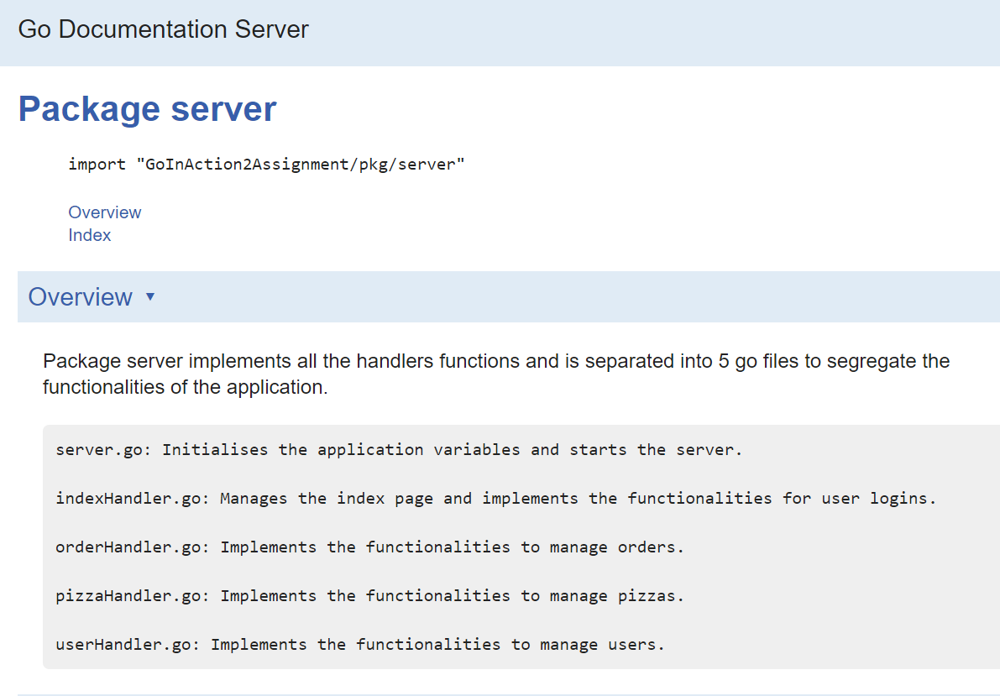 Go Documentation Server
Package server
import "GoInAction2Assignment/pkg/server"
Overview
Index
Overview ▾
Package server implements all the handlers functions and is separated into 5 go files to segregate the
functionalities of the application.
server.go: Initialises the application variables and starts the server.
indexHandler.go: Manages the index page and implements the functionalities for user logins.
orderHandler.go: Implements the functionalities to manage orders.
pizzaHandler.go: Implements the functionalities to manage pizzas.
userHandler.go: Implements the functionalities to manage users.